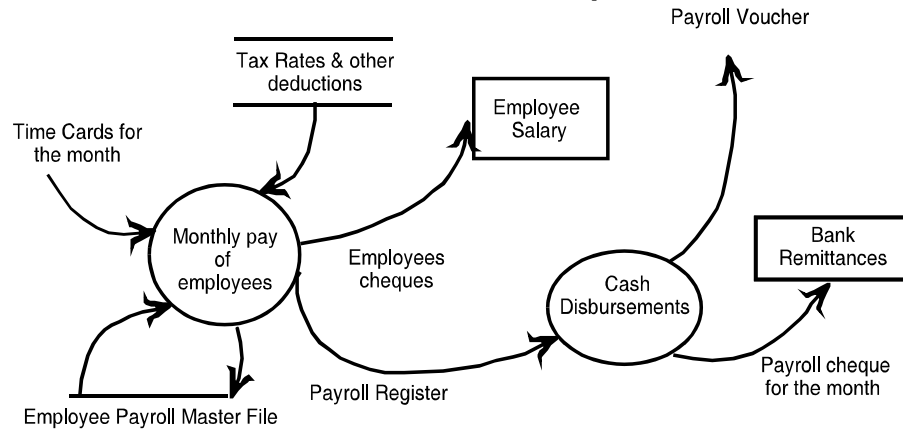 Payroll Voucher
Tax Rates & other
deductions
Employee
Salary
Time Cards for
the month
Monthly pay
of
employees
Employees
cheques
Bank
Remittances
Cash
Disbursements
Payroll cheque
for the month
Payroll Register
Employee Payroll Master File